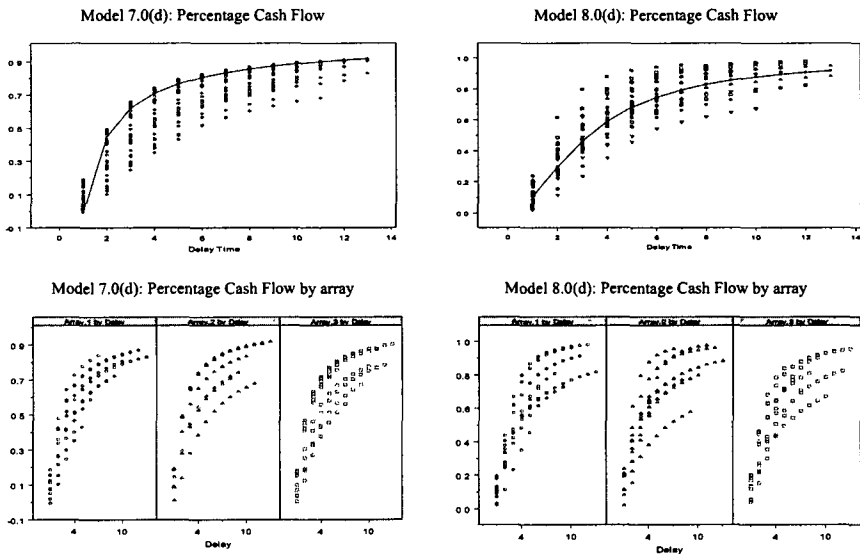 Model 7.0(d): Percentage Cash Flow
0.9
0.7
0.5
0.3
0.1
-0.1
0 2 4 6 8 10 12 14
Delay Time
Model 8.0(d): Percentage Cash Flow
1.0
0.8
0.6
0.4
0.2
0.0
0 2 4 6 8 10 12 14
Delay Time
Model 7.0(d): Percentage Cash Flow by array
Array.1 by Delay Array.2 by Delay Array.3 by Delay
0.9
0.7
0.5
0.3
0.1
-0.1
4 10 4 10 4 10
Delay
Model 8.0(d): Percentage Cash Flow by array
Array.1 by Delay by Delay by Delay
1.0
0.8
0.6
0.4
0.2
0.0
4 10 4 10 4 10
Delay